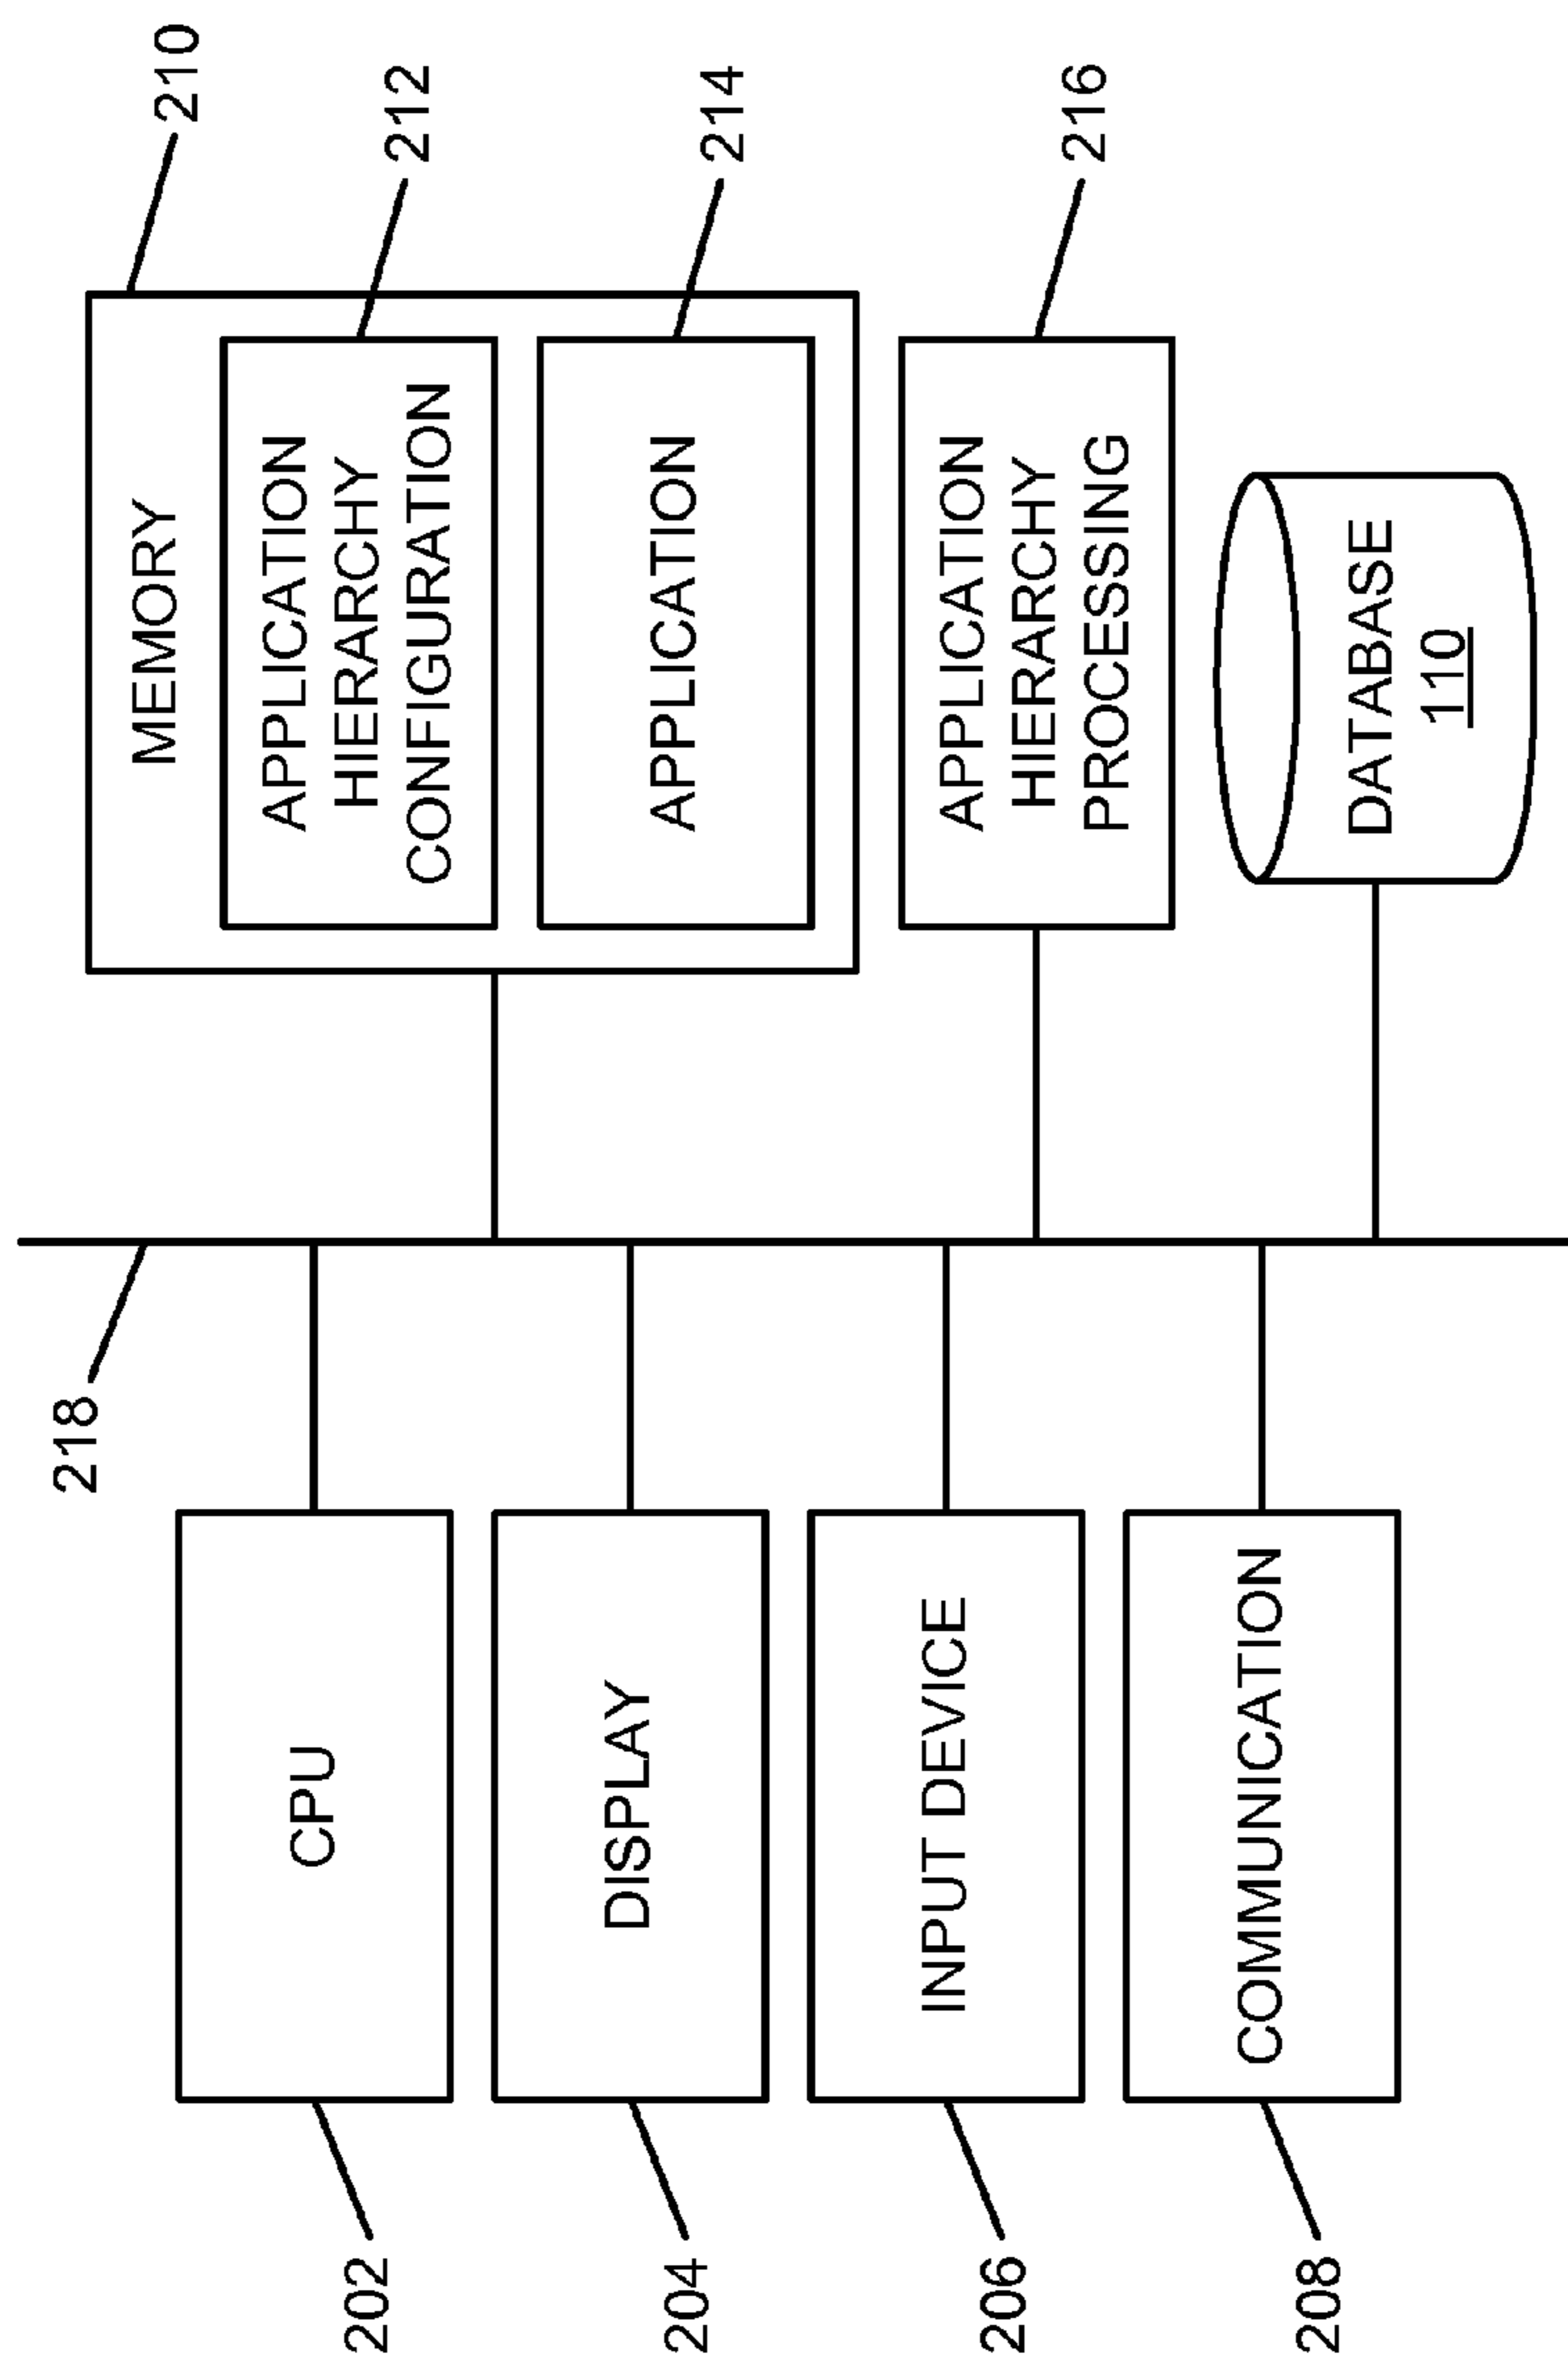 218
210
CPU
202
MEMORY
APPLICATION
HIERARCHY
CONFIGURATION
212
DISPLAY
204
APPLICATION
214
INPUT DEVICE
206
APPLICATION
HIERARCHY
PROCESSING
216
COMMUNICATION
208
DATABASE
110